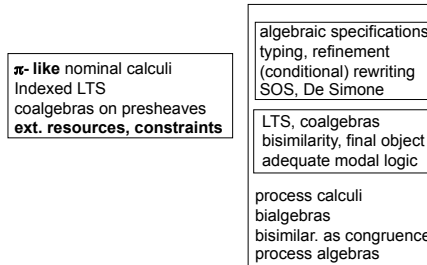 π- like nominal calculi
Indexed LTS
coalgebras on presheaves
ext. resources, constraints
algebraic specifications
typing, refinement
(conditional) rewriting
SOS, De Simone
LTS, coalgebras
bisimilarity, final object
adequate modal logic
process calculi
bialgebras
bisimilar. as congruence
process algebras